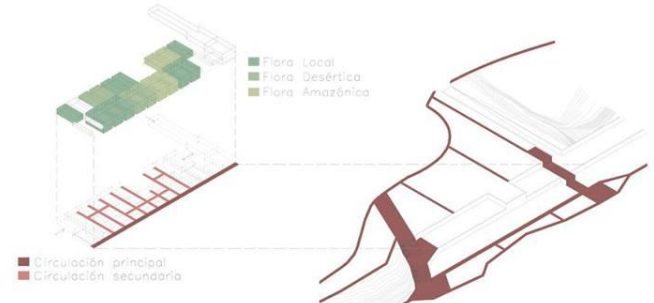 Flora Local
Flora Desértica
Flora Amazónica
Circulación principal
Circulación secundaria